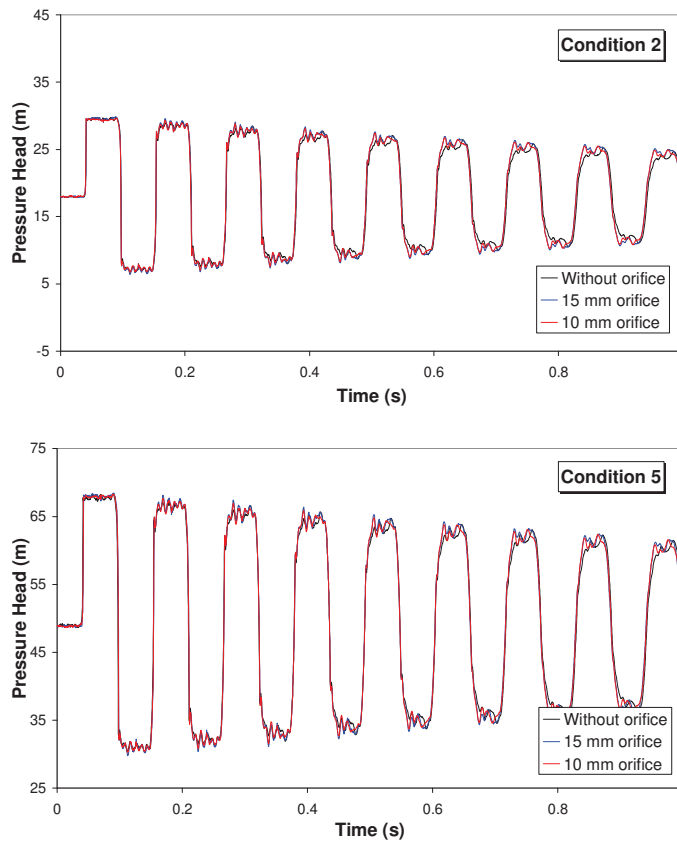 45
35
25
15
5
-5
Pressure Head (m)
Condition 2
Without orifice
15 mm orifice
10 mm orifice
0
0.2
0.4
0.6
0.8
Time (s)
75
65
55
45
35
25
Pressure Head (m)
Condition 5
Without orifice
15 mm orifice
10 mm orifice
0
0.2
0.4
0.6
0.8
Time (s)